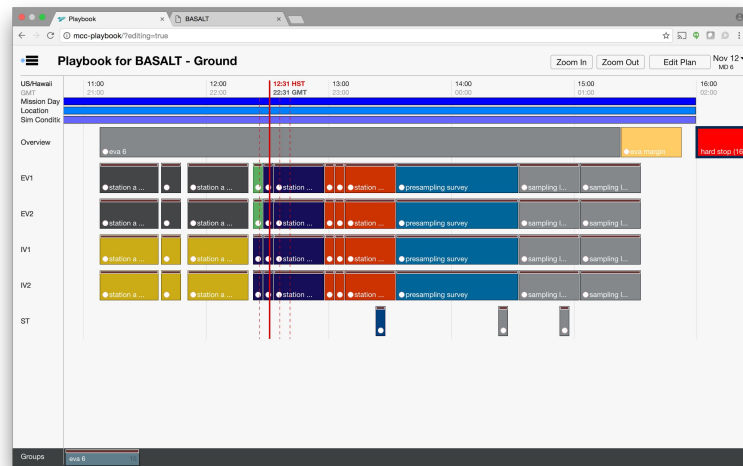 Playbook
BASALT
mcc-playbook/?editing=true
Playbook for BASALT - Ground
Zoom In
Zoom Out
Edit Plan
Nov 12
MD 6
US/Hawaii
11:00
12:00
12:31 HST
13:00
14:00
15:00
16:00
GMT
21:00
22:00
22:31 GMT
23:00
00:00
01:00
02:00
Mission Day
Location
Sim Conditic
Overview
eva 6
eva margin
hard stop (16
EV1
station a ...
station a ...
station ...
station ...
presampling survey
sampling l...
sampling l...
EV2
station a ...
station a ...
station ...
station ...
presampling survey
sampling l...
sampling l...
IV1
station a ...
station a ...
station ...
station ...
presampling survey
sampling l...
sampling l...
IV2
station a ...
station a ...
station ...
station ...
presampling survey
sampling l...
sampling l...
ST
Groups
eva 6